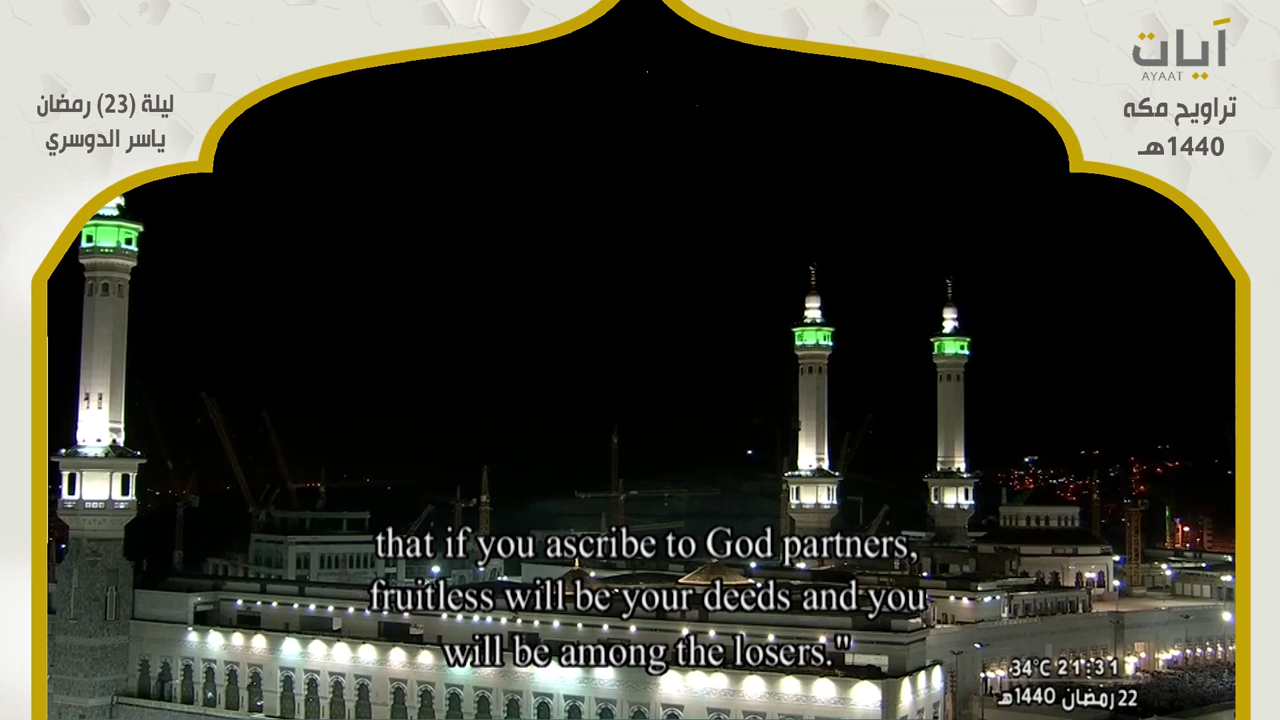 ليلة (23) رمضان
ياسر الدوسري
آيات
AYAAT
تراويح مكه
1440هـ
that if you ascribe to God partners,
fruitless will be your deeds and you
will be among the losers."
34°C 21:31
22 رمضان 1440هـ